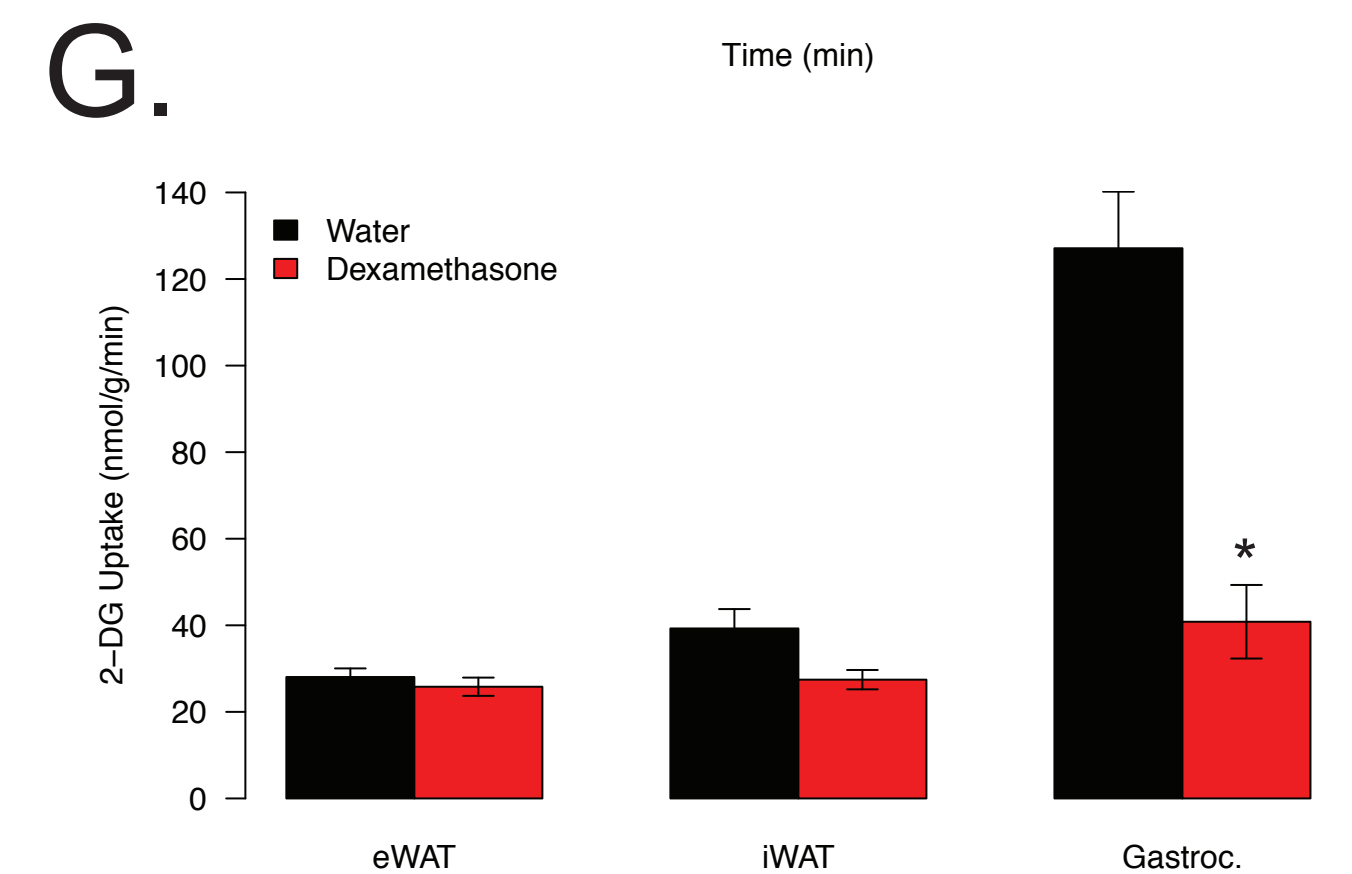 G.
Time (min)
140
120
100
80
60
40
20
0
2–DG Uptake (nmol/g/min)
Water
Dexamethasone
*
eWAT
iWAT
Gastroc.